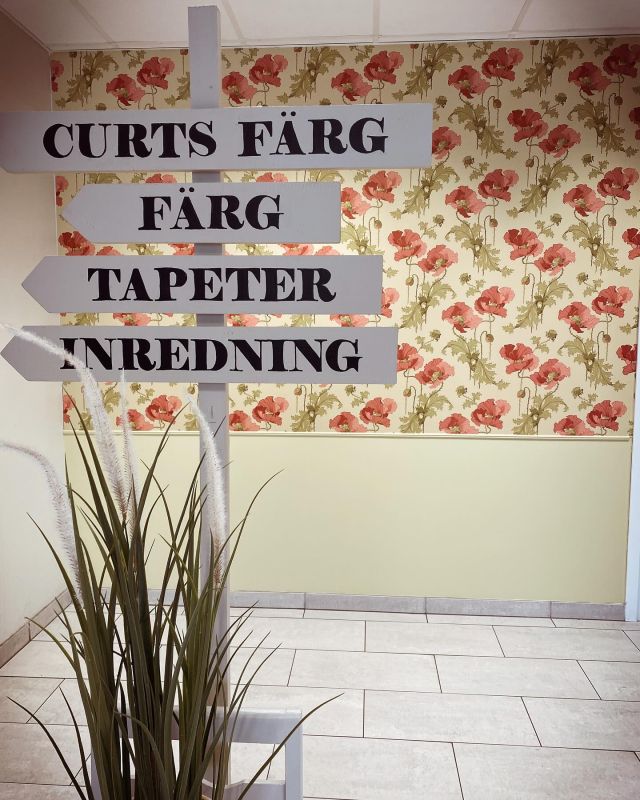 CURTS FÄRG
FÄRG
TAPETER
INREDNING